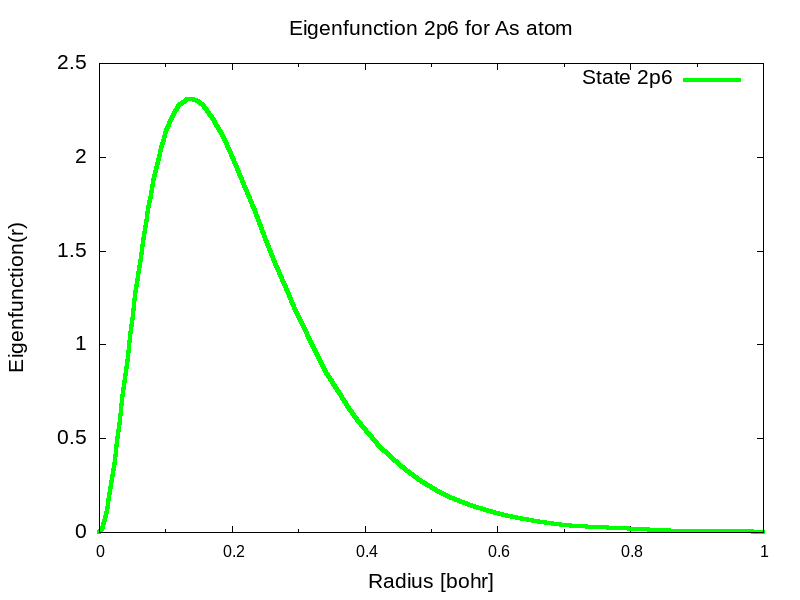 Eigenfunction 2p6 for As atom
State 2p6
2.5
2
1.5
1
0.5
0
Eigenfunction(r)
0 0.2 0.4 0.6 0.8 1
Radius [bohr]